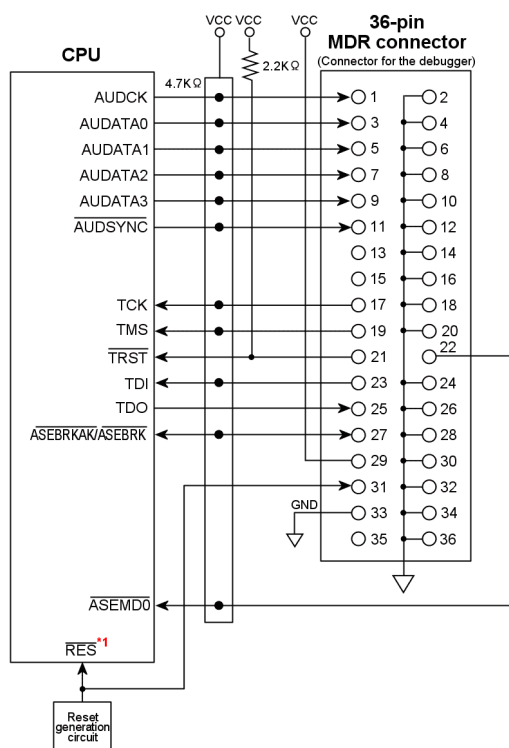 VCC VCC VCC
36-pin
MDR connector
(Connector for the debugger)
CPU
4.7KΩ
2.2KΩ
AUDCK 1 2
AUDATA0 3 4
AUDATA1 5 6
AUDATA2 7 8
AUDATA3 9 10
AUDSYNC 11 12
13 14
15 16
TCK 17 18
TMS 19 20
TRST 21 22
TDI 23 24
TDO 25 26
ASEBRKAK/ASEBRK 27 28
29 30
31 32
GND 33 34
35 36
ASEMD0
RES*1
Reset
generation
circuit